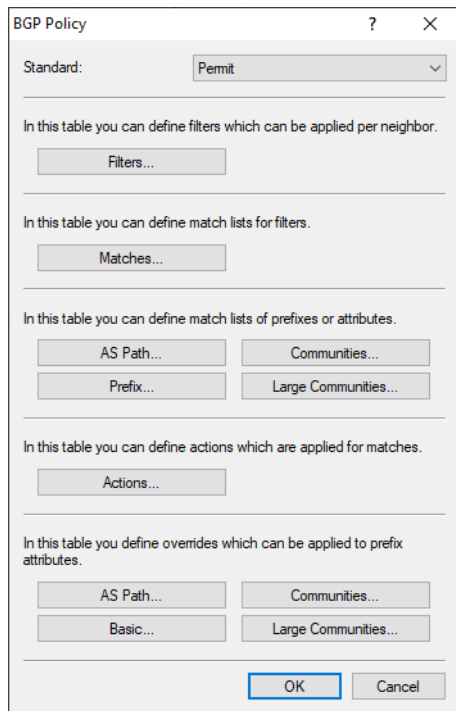 BGP Policy ?
Standard: Permit
In this table you can define filters which can be applied per neighbor.
Filters...
In this table you can define match lists for filters.
Matches...
In this table you can define match lists of prefixes or attributes.
AS Path... Communities...
Prefix... Large Communities...
In this table you can define actions which are applied for matches.
Actions...
In this table you define overrides which can be applied to prefix
attributes.
AS Path... Communities...
Basic... Large Communities...
OK Cancel